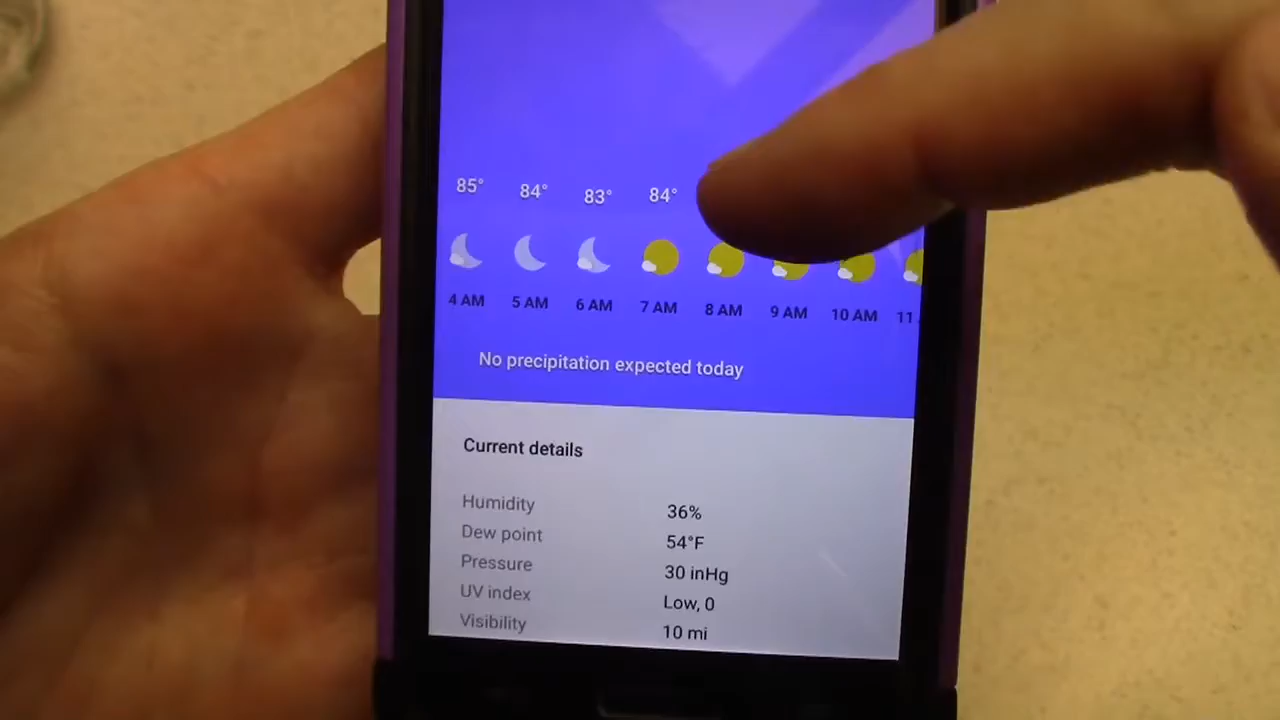 85° 84° 83° 84°
4 AM 5 AM 6 AM 7 AM 8 AM 9 AM 10 AM 11
No precipitation expected today
Current details
Humidity 36%
Dew point 54°F
Pressure 30 inHg
UV index Low, 0
Visibility 10 mi